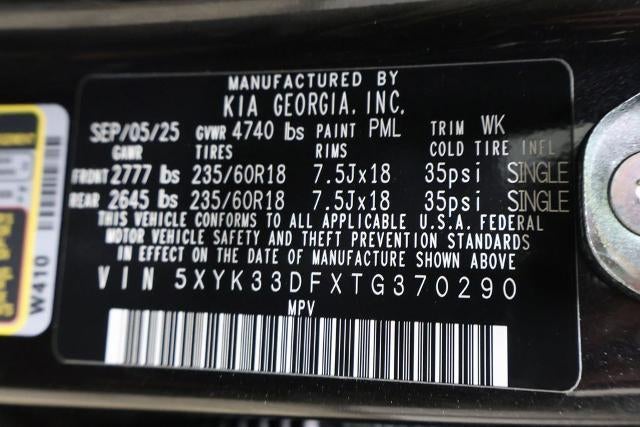 MANUFACTURED BY
KIA GEORGIA, INC.
SEP/05/25 GVWR 4740 lbs PAINT PML TRIM WK
GAWR TIRES RIMS COLD TIRE INFL
FRONT 2777 lbs 235/60R18 7.5Jx18 35psi SINGLE
REAR 2645 lbs 235/60R18 7.5Jx18 35psi SINGLE
THIS VEHICLE CONFORMS TO ALL APPLICABLE U.S.A. FEDERAL
MOTOR VEHICLE SAFETY AND THEFT PREVENTION STANDARDS
IN EFFECT ON THE DATE OF MANUFACTURE SHOWN ABOVE
VIN 5XYK33DFXTG370290
MPV
W410